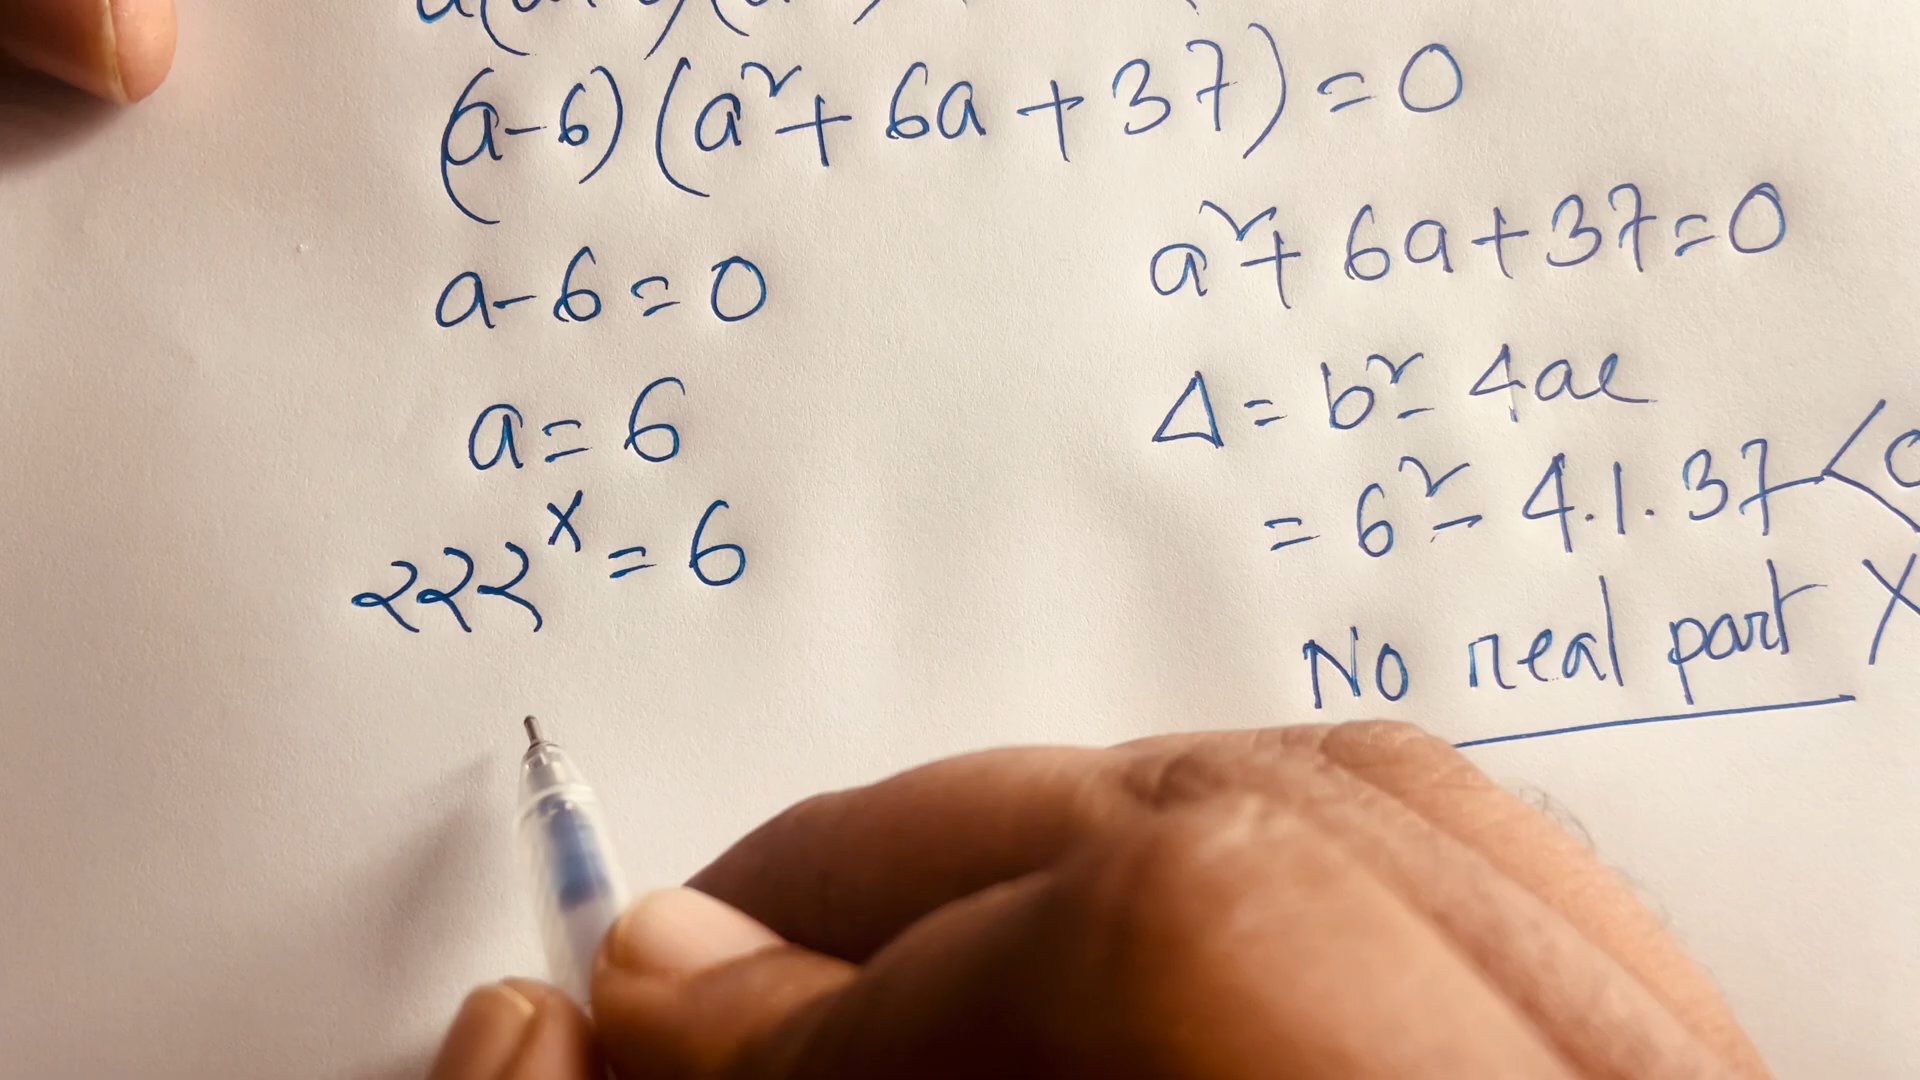 (a-6)(a²+6a+37)=0
a-6=0
a=6
222ˣ=6
a²+6a+37=0
Δ=b²-4ac
=6²-4.1.37<
No real part X